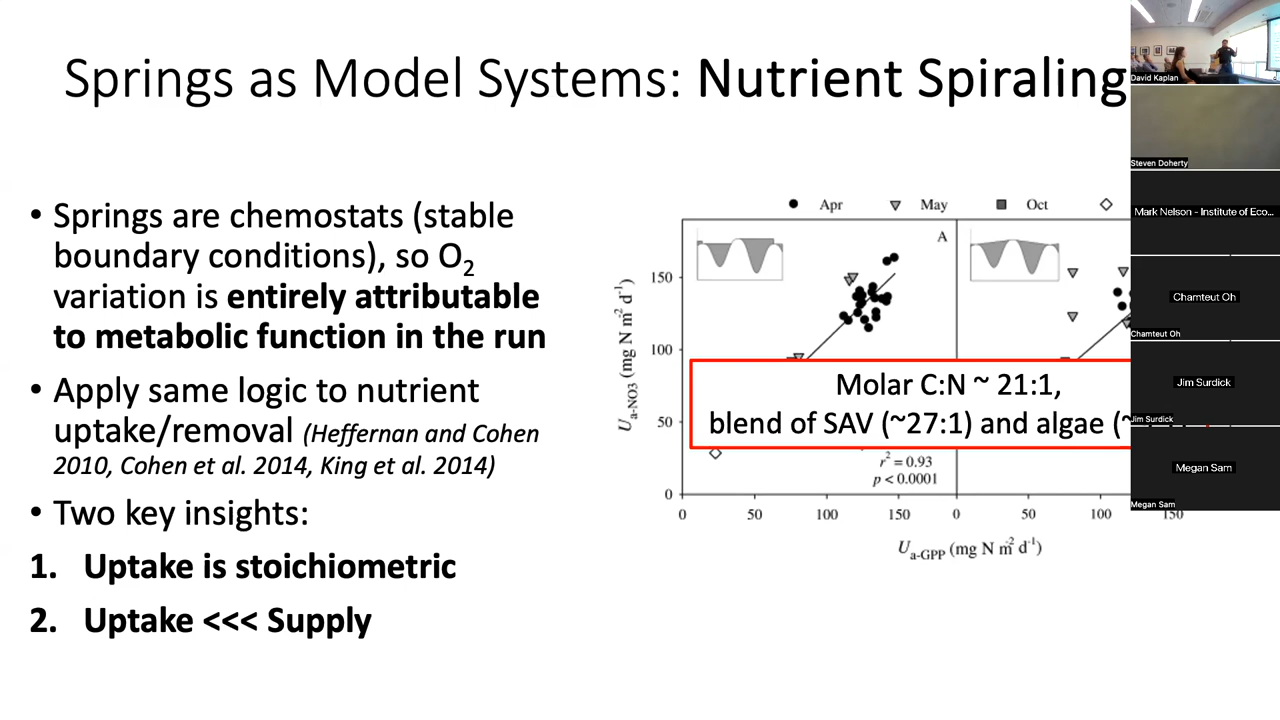 Springs as Model Systems: Nutrient Spiraling
• Springs are chemostats (stable
boundary conditions), so O₂
variation is entirely attributable
to metabolic function in the run
• Apply same logic to nutrient
uptake/removal (Heffernan and Cohen
2010, Cohen et al. 2014, King et al. 2014)
• Two key insights:
1. Uptake is stoichiometric
2. Uptake <<< Supply
Apr May Oct
A
150
100
50
0
Uₐ₋NO3 (mg N m² d⁻¹)
Molar C:N ~ 21:1,
blend of SAV (~27:1) and algae (~
r² = 0.93
p < 0.0001
0 50 100 150 0 50 100 150
Uₐ₋GPP (mg N m⁻² d⁻¹)
David Kaplan
Steven Doherty
Mark Nelson - Institute of Eco...
Chamteut Oh
Chamteut Oh
Jim Surdick
Jim Surdick
Megan Sam
Megan Sam